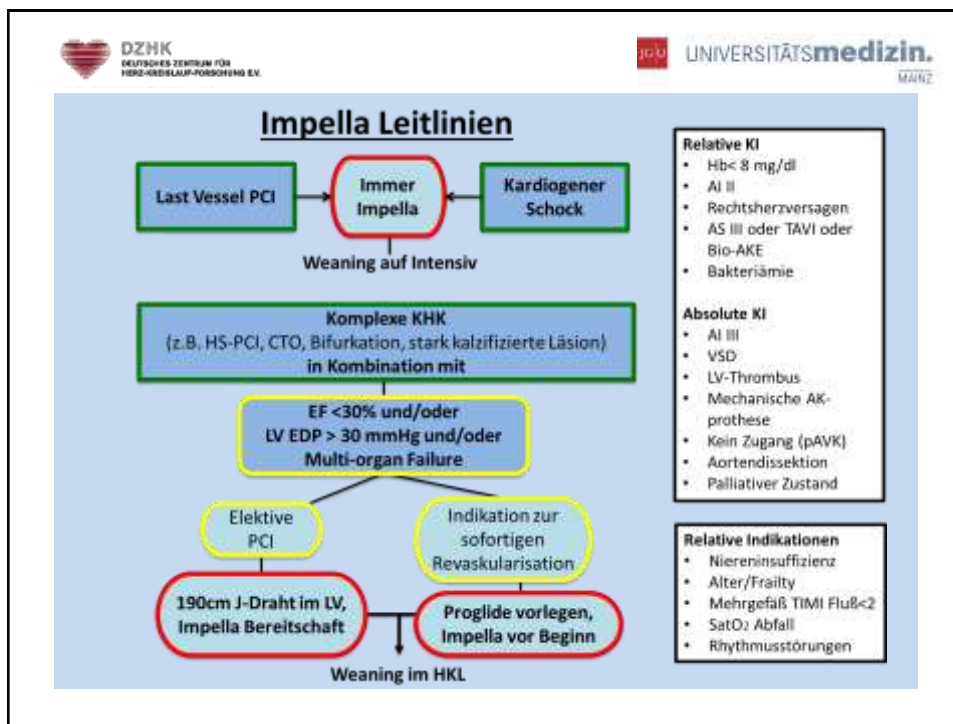 DZHK
DEUTSCHES ZENTRUM FÜR
HERZ-KREISLAUF-FORSCHUNG E.V.
JGU
UNIVERSITÄTSmedizin.
MAINZ
Impella Leitlinien
Last Vessel PCI
Immer
Impella
Kardiogener
Schock
Weaning auf Intensiv
Komplexe KHK
(z.B. HS-PCI, CTO, Bifurkation, stark kalzifizierte Läsion)
in Kombination mit
EF <30% und/oder
LV EDP > 30 mmHg und/oder
Multi-organ Failure
Elektive
PCI
Indikation zur
sofortigen
Revaskularisation
190cm J-Draht im LV,
Impella Bereitschaft
Proglide vorlegen,
Impella vor Beginn
Weaning im HKL
Relative KI
• Hb< 8 mg/dl
• AI II
• Rechtsherzversagen
• AS III oder TAVI oder
Bio-AKE
• Bakteriämie
Absolute KI
• AI III
• VSD
• LV-Thrombus
• Mechanische AK-
prothese
• Kein Zugang (pAVK)
• Aortendissektion
• Palliativer Zustand
Relative Indikationen
• Niereninsuffizienz
• Alter/Frailty
• Mehrgefäß TIMI Fluß<2
• SatO2 Abfall
• Rhythmusstörungen